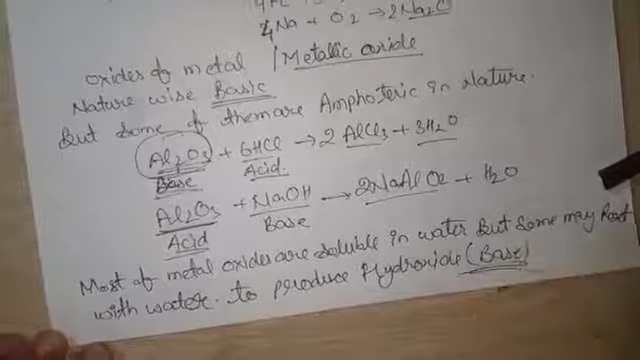 4Na + O2 → 2Na2O
oxides of metal / Metallic oxide
Nature wise Basic
But Some of them are Amphoteric in Nature.
Al2O3 + 6HCl → 2 AlCl3 + 3H2O
Base Acid
Al2O3 + NaOH → 2NaAlO2 + H2O
Acid Base
Most of metal oxides are soluble in water But Some may React
with water. to produce Hydroxide (Base)